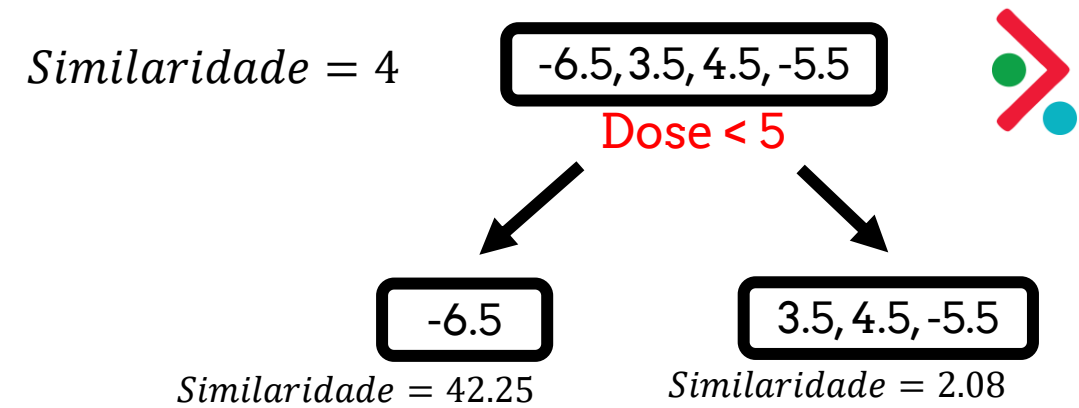 Similaridade = 4
-6.5, 3.5, 4.5, -5.5
Dose < 5
-6.5
3.5, 4.5, -5.5
Similaridade = 42.25
Similaridade = 2.08